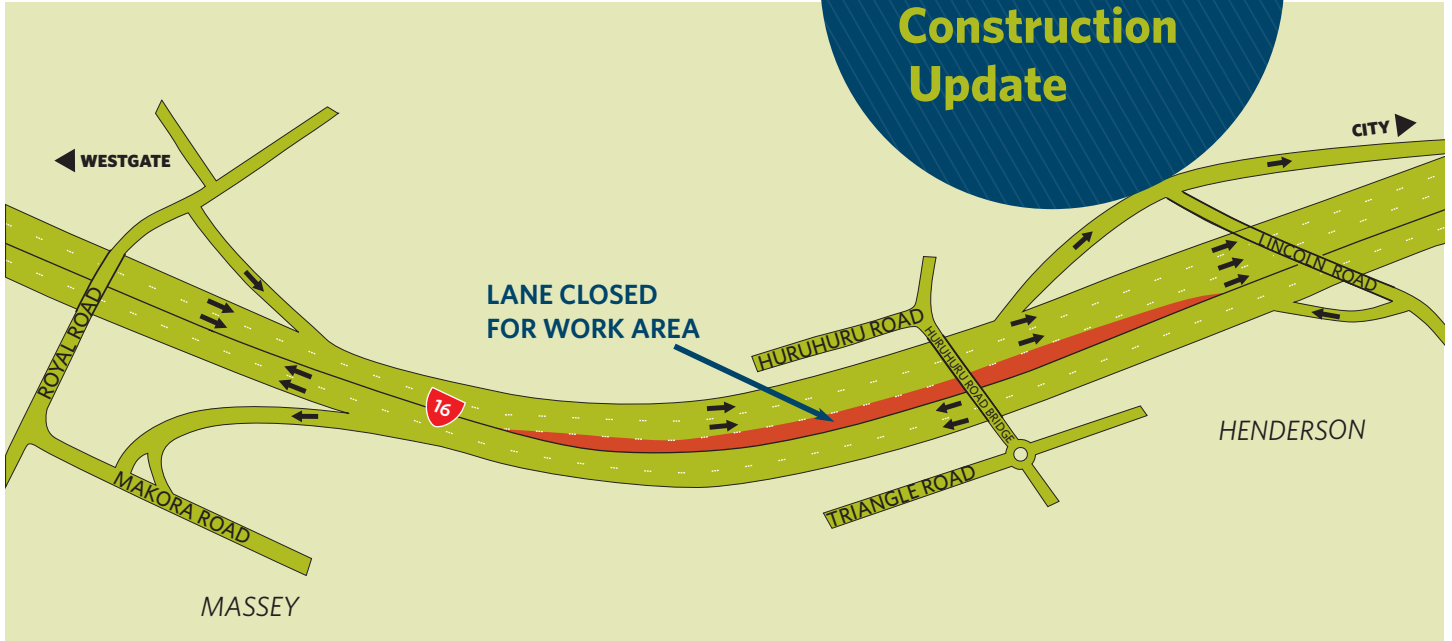 Construction
Update
CITY
WESTGATE
LINCOLN ROAD
LANE CLOSED
FOR WORK AREA
HURUHURU ROAD
HURUHURU ROAD BRIDGE
ROYAL ROAD
16
HENDERSON
TRIANGLE ROAD
MAKORA ROAD
MASSEY